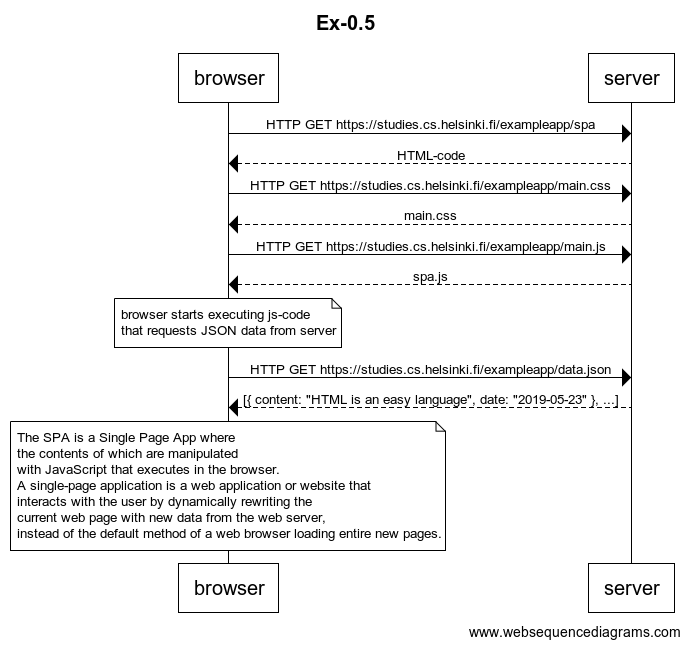 Ex-0.5
browser
server
HTTP GET https://studies.cs.helsinki.fi/exampleapp/spa
HTML-code
HTTP GET https://studies.cs.helsinki.fi/exampleapp/main.css
main.css
HTTP GET https://studies.cs.helsinki.fi/exampleapp/main.js
spa.js
browser starts executing js-code
that requests JSON data from server
HTTP GET https://studies.cs.helsinki.fi/exampleapp/data.json
[{ content: "HTML is an easy language", date: "2019-05-23" }, ...]
The SPA is a Single Page App where
the contents of which are manipulated
with JavaScript that executes in the browser.
A single-page application is a web application or website that
interacts with the user by dynamically rewriting the
current web page with new data from the web server,
instead of the default method of a web browser loading entire new pages.
browser
server
www.websequencediagrams.com